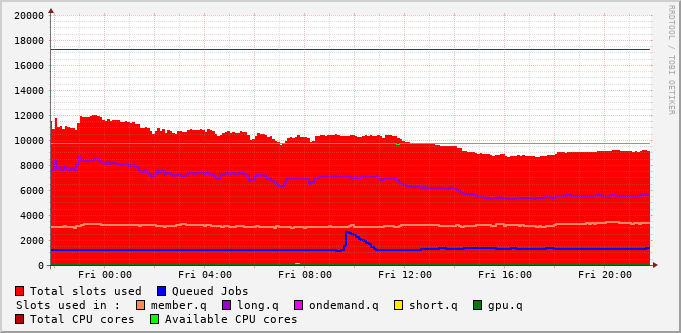 RRDTOOL / TOBI OETIKER
20000
18000
16000
14000
12000
10000
8000
6000
4000
2000
0
Fri 00:00 Fri 04:00 Fri 08:00 Fri 12:00 Fri 16:00 Fri 20:00
Total slots used Queued Jobs
Slots used in : member.q long.q ondemand.q short.q gpu.q
Total CPU cores Available CPU cores